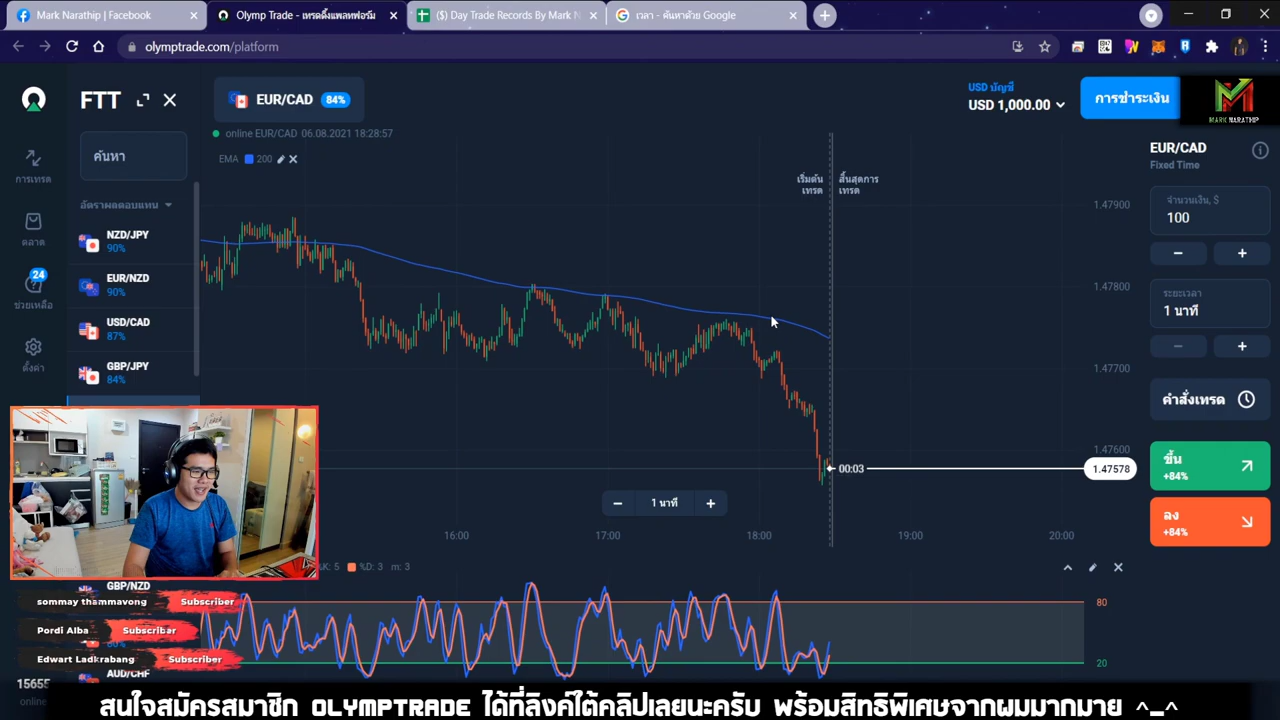 Mark Narathip | Facebook
Olymp Trade - เทรดดิ้งแพลทฟอร์ม
($) Day Trade Records By Mark N
เวลา - ค้นหาด้วย Google
olymptrade.com/platform
FTT
EUR/CAD 84%
USD บัญชี
USD 1,000.00
การชำระเงิน
MARK NARATHIP
online EUR/CAD 06.08.2021 18:28:57
EMA 200
การเทรด
ตลาด
24
ช่วยเหลือ
ตั้งค่า
ค้นหา
อัตราผลตอบแทน
NZD/JPY
90%
EUR/NZD
90%
USD/CAD
87%
GBP/JPY
84%
GBP/NZD
AUD/CHF
เริ่มต้น
เทรด
สิ้นสุดการ
เทรด
1.47900
1.47800
1.47700
1.47600
1.47578
00:03
1 นาที
16:00
17:00
18:00
19:00
20:00
%K: 5 %D: 3 m: 3
80
20
EUR/CAD
Fixed Time
จำนวนเงิน, $
100
ระยะเวลา
1 นาที
คำสั่งเทรด
ขึ้น
+84%
ลง
+84%
sommay thammavong Subscriber
Pordi Alba Subscriber
Edwart Ladkrabang Subscriber
15655
online
สนใจสมัครสมาชิก OLYMPTRADE ได้ที่ลิงค์ใต้คลิปเลยนะครับ พร้อมสิทธิพิเศษจากผมมากมาย ^_^